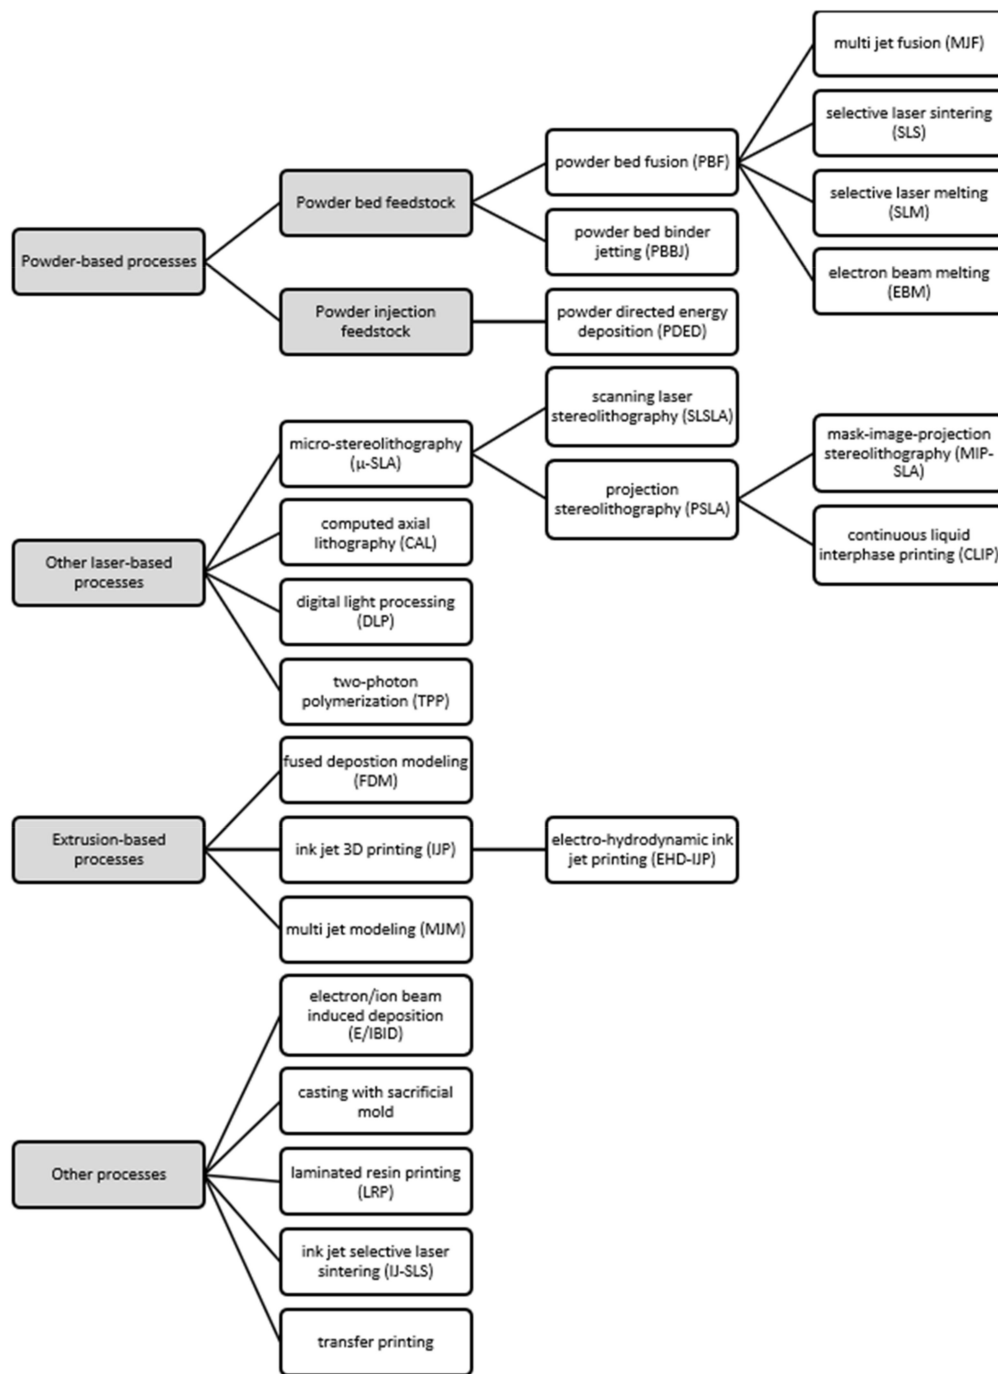 Powder-based processes
Powder bed feedstock
powder bed fusion (PBF)
multi jet fusion (MJF)
selective laser sintering
(SLS)
selective laser melting
(SLM)
electron beam melting
(EBM)
powder bed binder
jetting (PBBJ)
Powder injection
feedstock
powder directed energy
deposition (PDED)
Other laser-based
processes
micro-stereolithography
(μ-SLA)
scanning laser
stereolithography (SLSLA)
projection
stereolithography (PSLA)
mask-image-projection
stereolithography (MIP-
SLA)
continuous liquid
interphase printing (CLIP)
computed axial
lithography (CAL)
digital light processing
(DLP)
two-photon
polymerization (TPP)
Extrusion-based
processes
fused depostion modeling
(FDM)
ink jet 3D printing (IJP)
electro-hydrodynamic ink
jet printing (EHD-IJP)
multi jet modeling (MJM)
Other processes
electron/ion beam
induced deposition
(E/IBID)
casting with sacrificial
mold
laminated resin printing
(LRP)
ink jet selective laser
sintering (IJ-SLS)
transfer printing